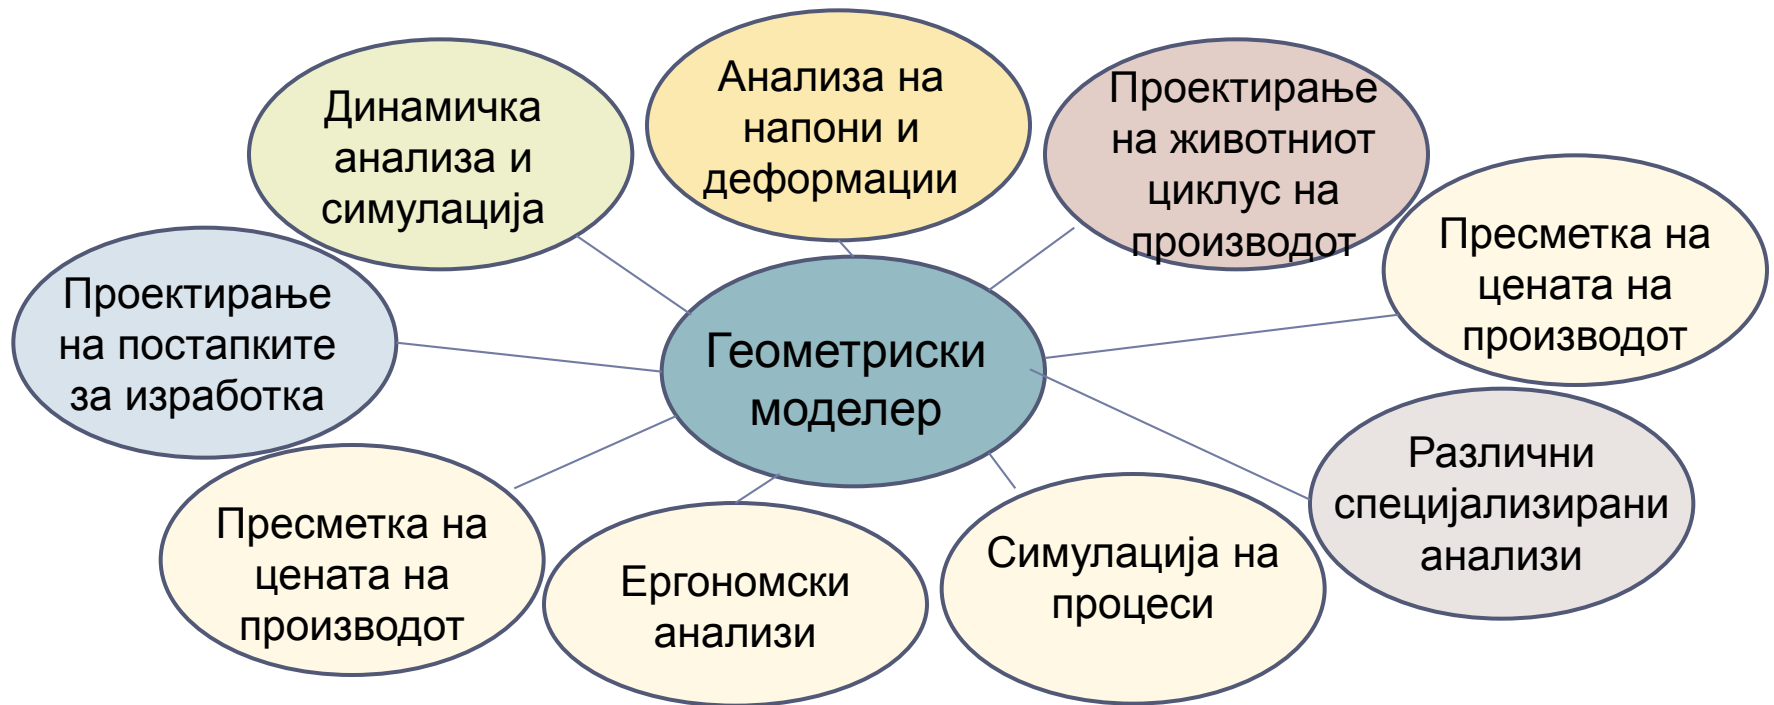 Динамичка
анализа и
симулација
Анализа на
напони и
деформации
Проектирање
на животниот
циклус на
производот
Пресметка на
цената на
производот
Проектирање
на постапките
за изработка
Геометриски
моделер
Различни
специјализирани
анализи
Пресметка на
цената на
производот
Ергономски
анализи
Симулација на
процеси